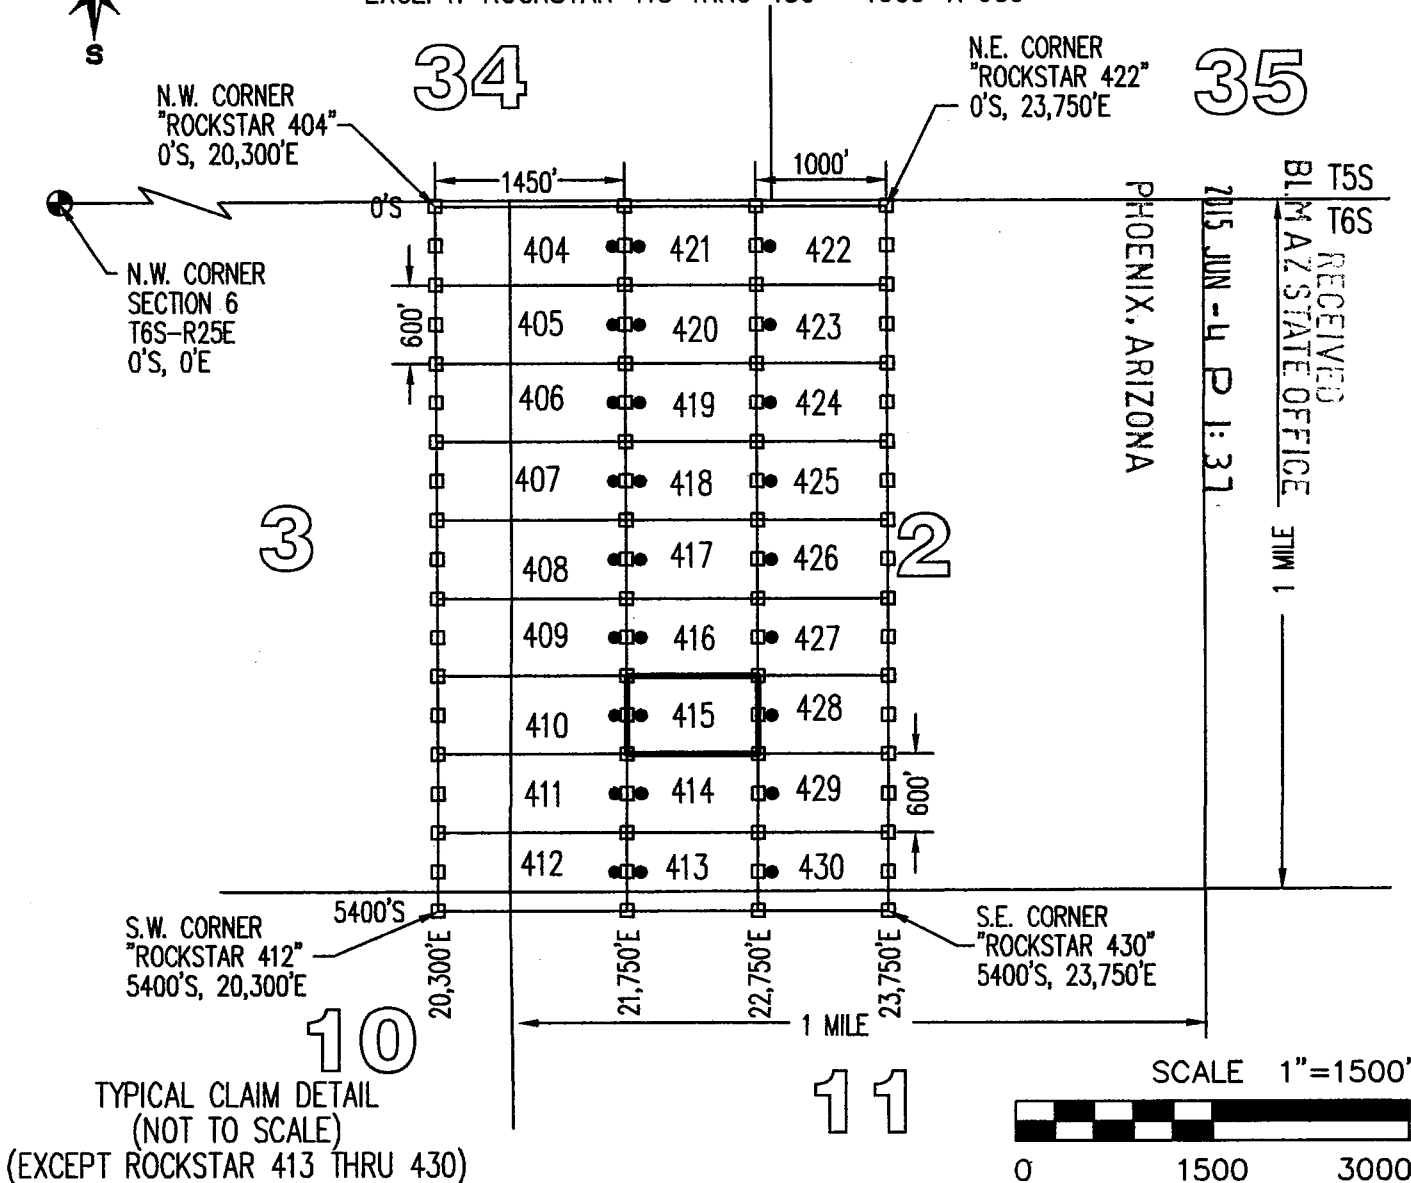 S
34
35
N.W. CORNER
"ROCKSTAR 404"
0'S, 20,300'E
N.E. CORNER
"ROCKSTAR 422"
0'S, 23,750'E
1450'
1000'
T5S
T6S
0'S
N.W. CORNER
SECTION 6
T6S-R25E
0'S, 0'E
600'
404
421
422
405
420
423
406
419
424
407
418
425
408
417
426
409
416
427
410
415
428
411
414
429
412
413
430
3
2
600'
RECEIVED
BLM AZ STATE OFFICE
2015 JUN -4 P 1:37
PHOENIX, ARIZONA
1 MILE
5400'S
S.W. CORNER
"ROCKSTAR 412"
5400'S, 20,300'E
S.E. CORNER
"ROCKSTAR 430"
5400'S, 23,750'E
20,300'E
21,750'E
22,750'E
23,750'E
1 MILE
10
11
TYPICAL CLAIM DETAIL
(NOT TO SCALE)
(EXCEPT ROCKSTAR 413 THRU 430)
SCALE 1"=1500'
0 1500 3000